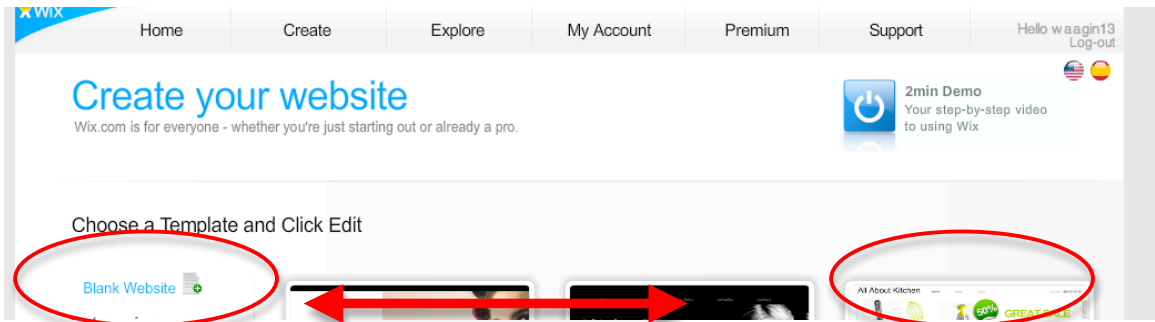 WIX
Home Create Explore My Account Premium Support
Hello waagin13
Log-out
Create your website
Wix.com is for everyone - whether you're just starting out or already a pro.
2min Demo
Your step-by-step video
to using Wix
Choose a Template and Click Edit
Blank Website
All About Kitchen
50%
GREAT SALE